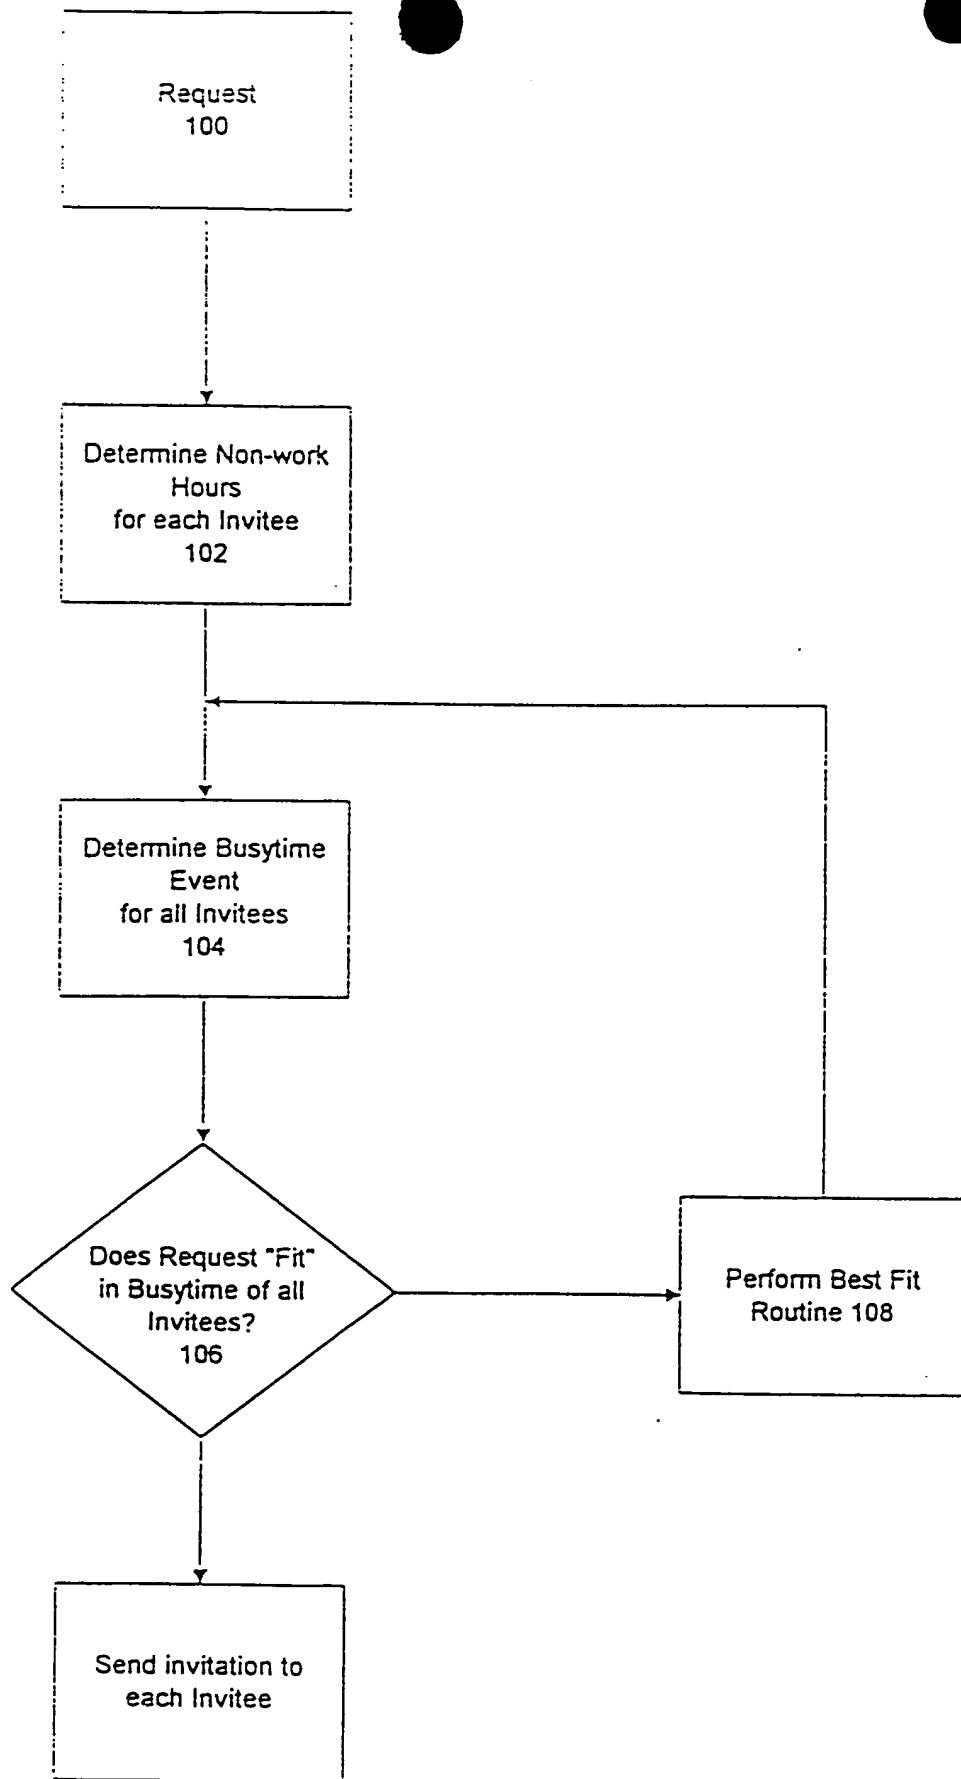 Request
100
Determine Non-work
Hours
for each Invitee
102
Determine Busytime
Event
for all Invitees
104
Does Request "Fit"
in Busytime of all
Invitees?
106
Perform Best Fit
Routine 108
Send invitation to
each Invitee